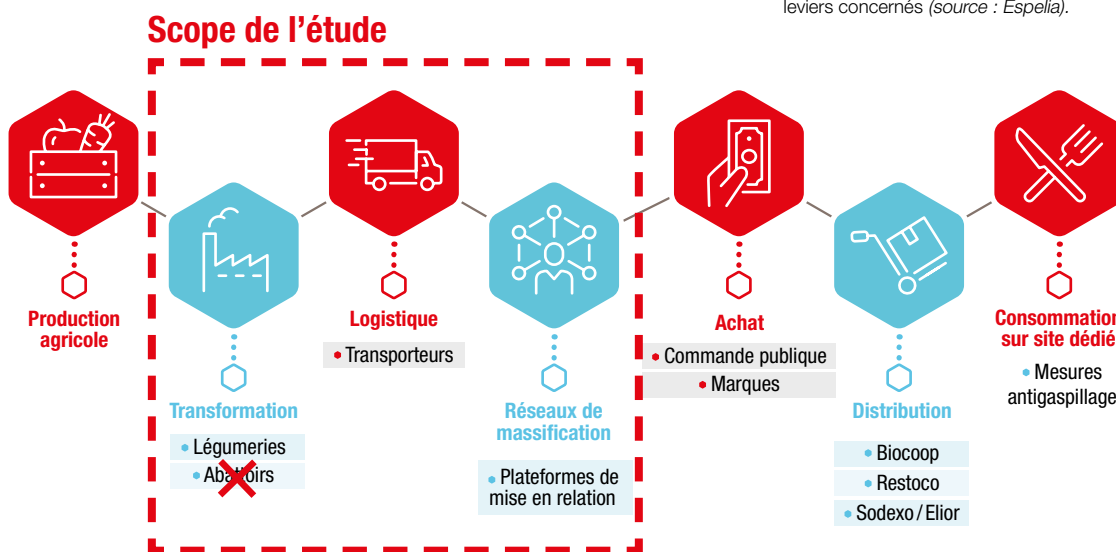 leviers concernés (source : Espelia).
Scope de l'étude
Production
agricole
Transformation
• Légumeries
• Abattoirs
Logistique
• Transporteurs
Réseaux de
massification
• Plateformes de
mise en relation
Achat
• Commande publique
• Marques
Distribution
• Biocoop
• Restoco
• Sodexo / Elior
Consommation
sur site dédié
• Mesures
antigaspillage